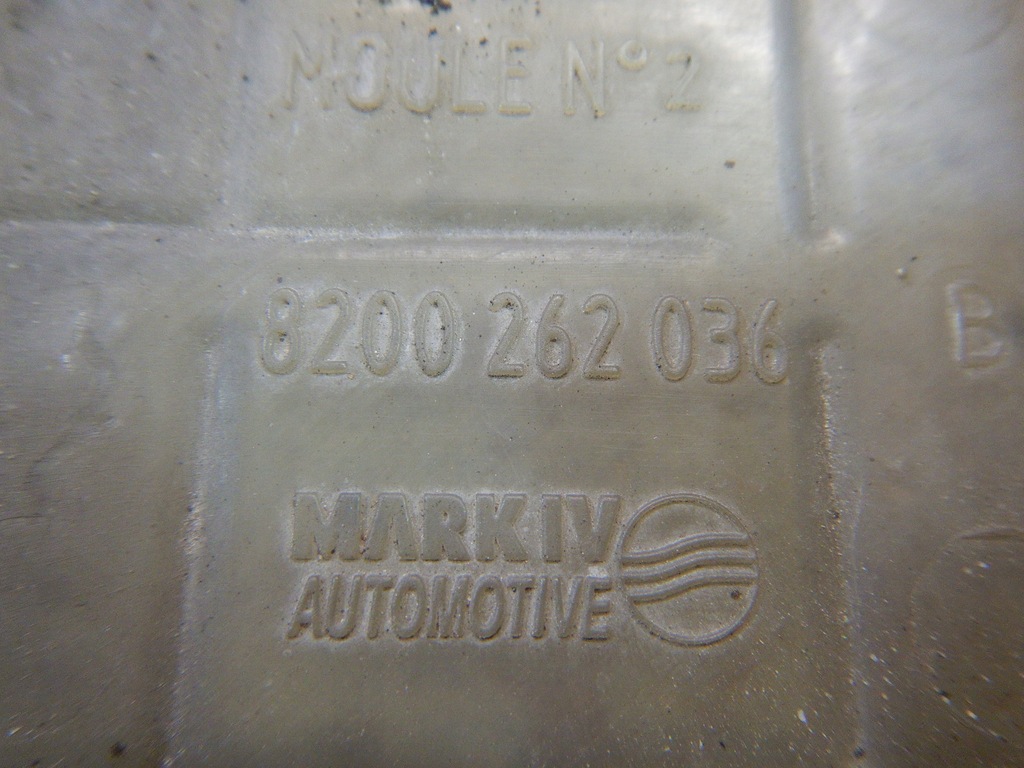 MOULE N° 2
8200 262 036
B
MARK IV
AUTOMOTIVE